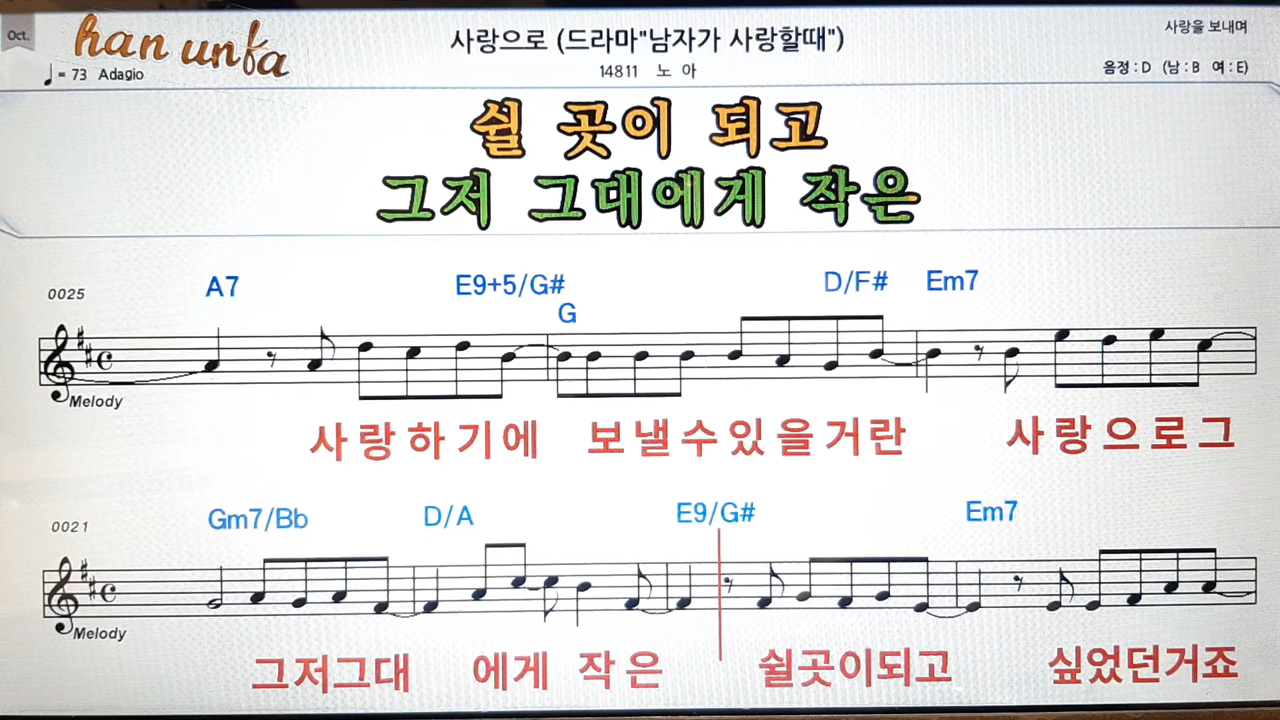 Oct.
han unfa
= 73 Adagio
사랑으로 (드라마"남자가 사랑할때")
14811 노 아
사랑을 보내며
음정 : D (남 : B 여 : E)
쉴 곳이 되고
그저 그대에게 작은
0025 A7 E9+5/G# G D/F# Em7
Melody
사랑하기에 보낼수있을거란 사랑으로그
0021 Gm7/Bb D/A E9/G# Em7
Melody
그저그대 에게 작은 쉴곳이되고 싶었던거죠